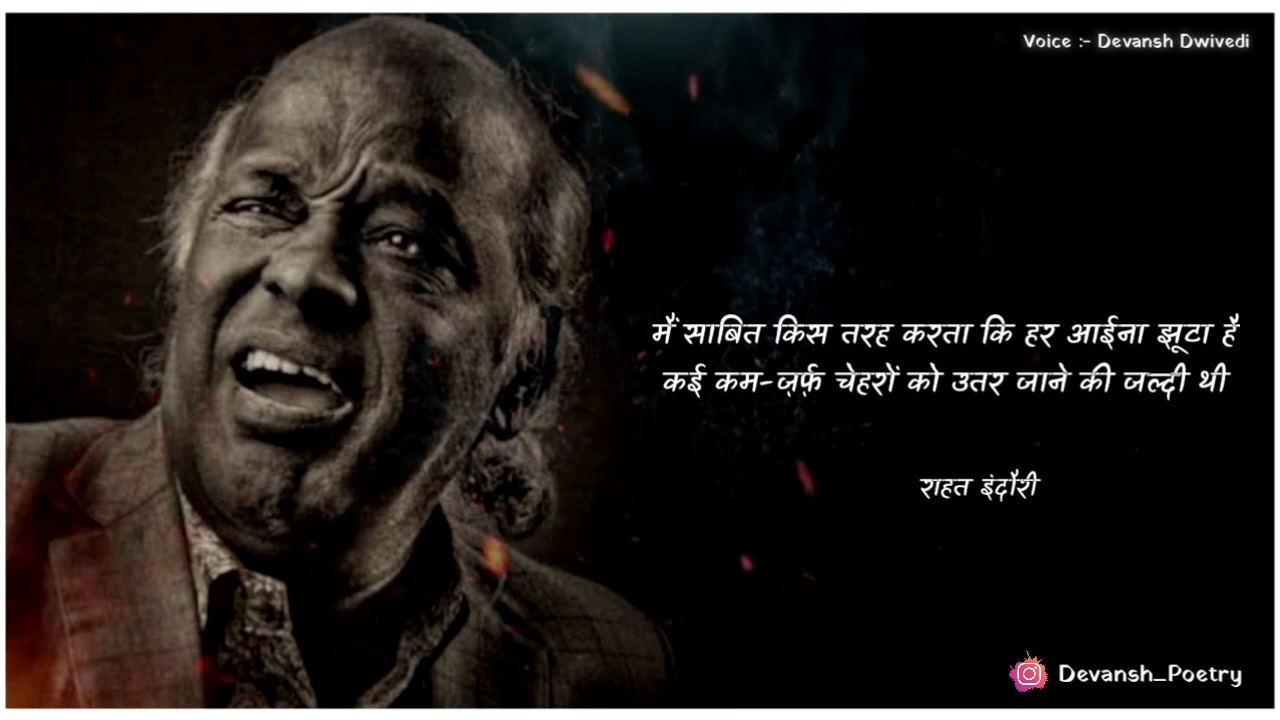 Voice :- Devansh Dwivedi
मैं साबित किस तरह करता कि हर आईना झूटा है
कई कम-ज़र्फ़ चेहरों को उतर जाने की जल्दी थी
राहत इंदौरी
Devansh_Poetry